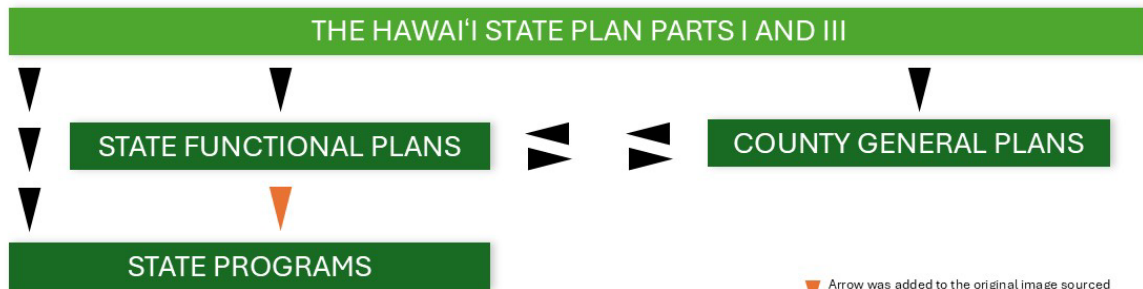 THE HAWAIʻI STATE PLAN PARTS I AND III
STATE FUNCTIONAL PLANS
COUNTY GENERAL PLANS
STATE PROGRAMS
Arrow was added to the original image sourced